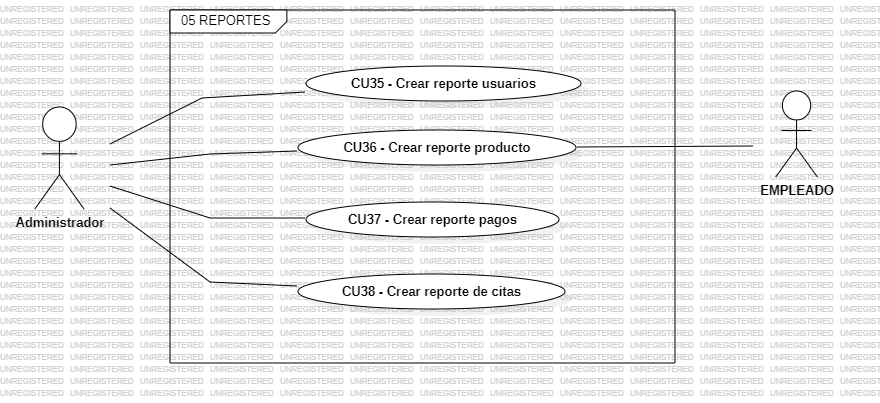 05 REPORTES
CU35 - Crear reporte usuarios
CU36 - Crear reporte producto
EMPLEADO
Administrador
CU37 - Crear reporte pagos
CU38 - Crear reporte de citas
UNREGISTERED